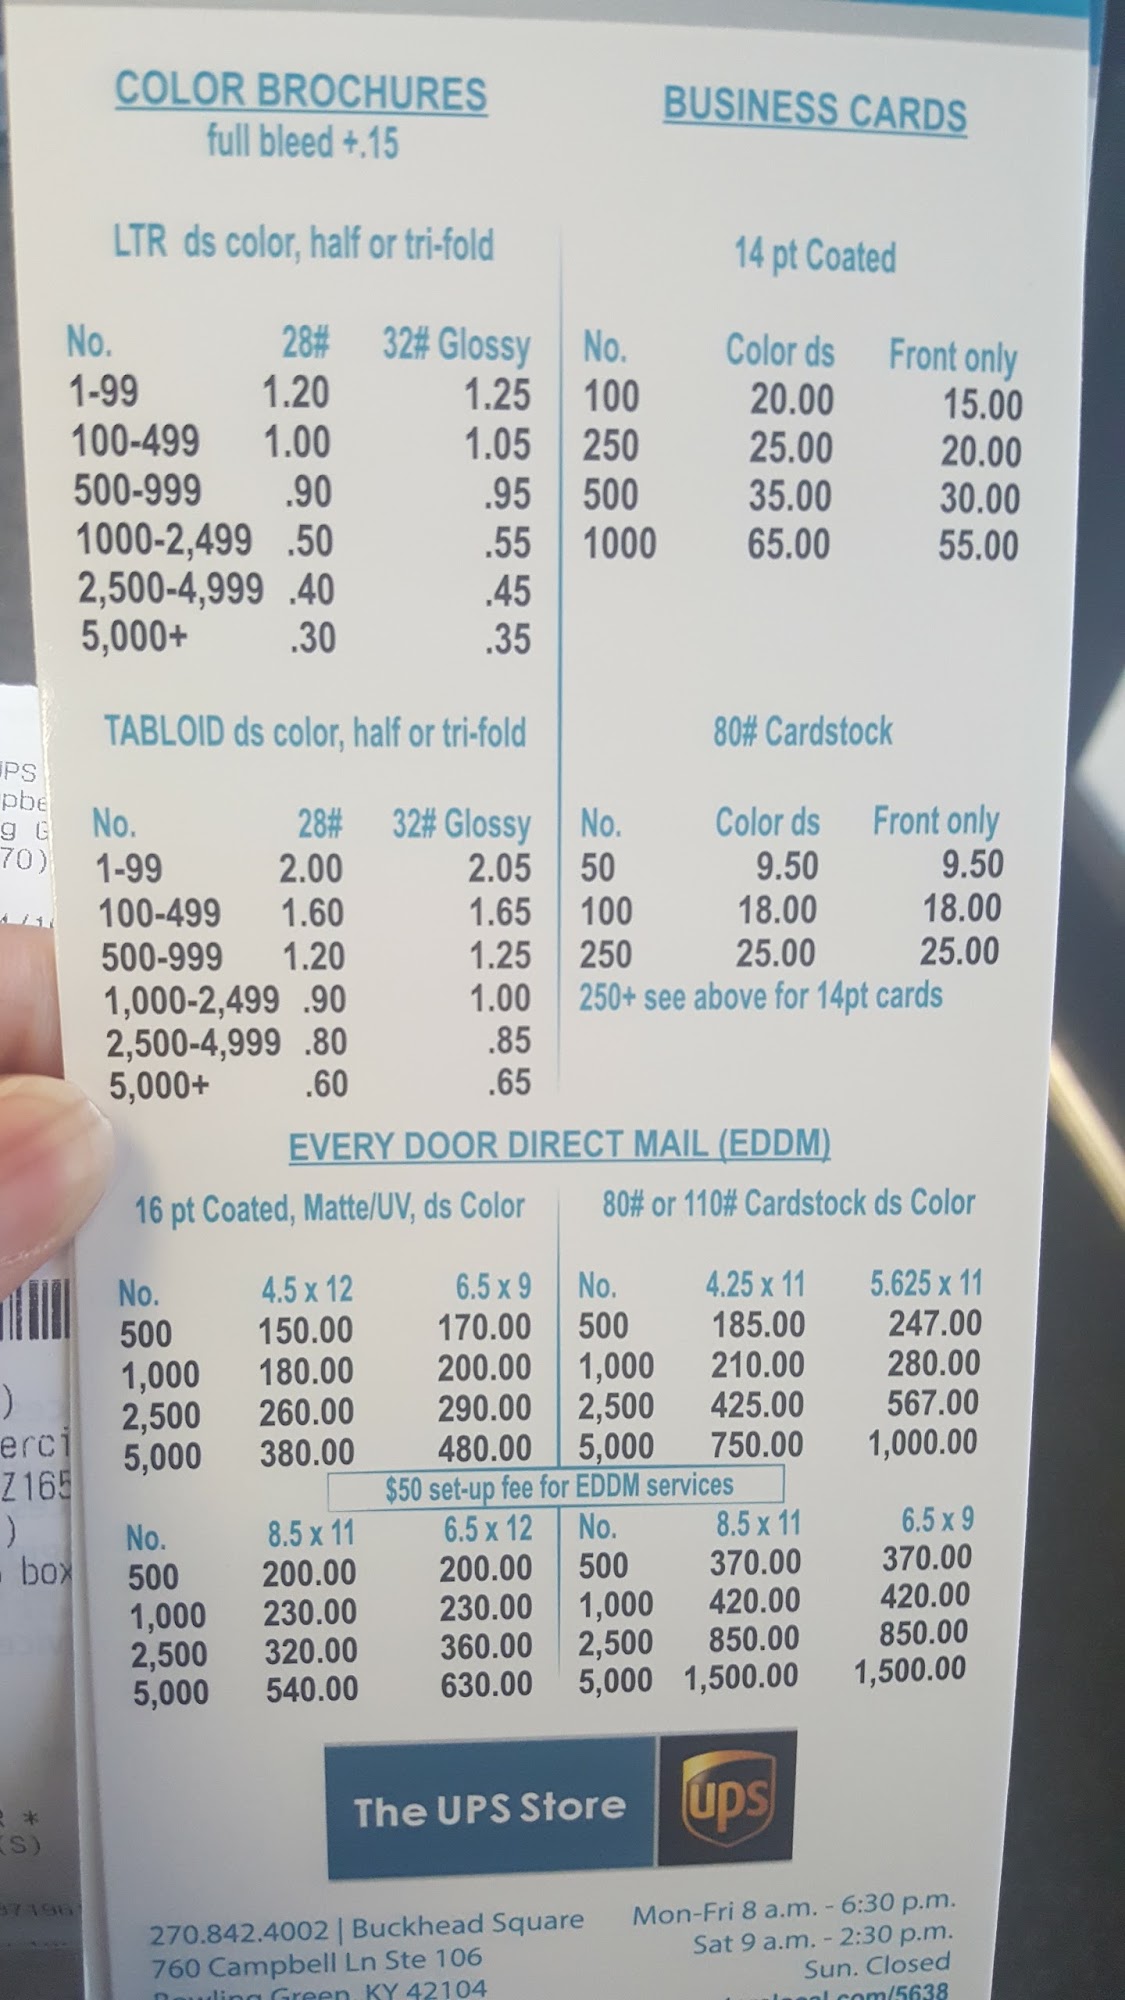 COLOR BROCHURES
full bleed +.15
LTR ds color, half or tri-fold
No. 28# 32# Glossy
1-99 1.20 1.25
100-499 1.00 1.05
500-999 .90 .95
1000-2,499 .50 .55
2,500-4,999 .40 .45
5,000+ .30 .35
TABLOID ds color, half or tri-fold
No. 28# 32# Glossy
1-99 2.00 2.05
100-499 1.60 1.65
500-999 1.20 1.25
1,000-2,499 .90 1.00
2,500-4,999 .80 .85
5,000+ .60 .65
BUSINESS CARDS
14 pt Coated
No. Color ds Front only
100 20.00 15.00
250 25.00 20.00
500 35.00 30.00
1000 65.00 55.00
80# Cardstock
No. Color ds Front only
50 9.50 9.50
100 18.00 18.00
250 25.00 25.00
250+ see above for 14pt cards
EVERY DOOR DIRECT MAIL (EDDM)
16 pt Coated, Matte/UV, ds Color
No. 4.5 x 12 6.5 x 9
500 150.00 170.00
1,000 180.00 200.00
2,500 260.00 290.00
5,000 380.00 480.00
80# or 110# Cardstock ds Color
No. 4.25 x 11 5.625 x 11
500 185.00 247.00
1,000 210.00 280.00
2,500 425.00 567.00
5,000 750.00 1,000.00
$50 set-up fee for EDDM services
No. 8.5 x 11 6.5 x 12
500 200.00 200.00
1,000 230.00 230.00
2,500 320.00 360.00
5,000 540.00 630.00
No. 8.5 x 11 6.5 x 9
500 370.00 370.00
1,000 420.00 420.00
2,500 850.00 850.00
5,000 1,500.00 1,500.00
The UPS Store
ups
270.842.4002 | Buckhead Square
760 Campbell Ln Ste 106
Bowling Green, KY 42104
Mon-Fri 8 a.m. - 6:30 p.m.
Sat 9 a.m. - 2:30 p.m.
Sun. Closed
.com/5638
PS
pbe
g G
70)
)
erci
Z165
)
box
*
(S)